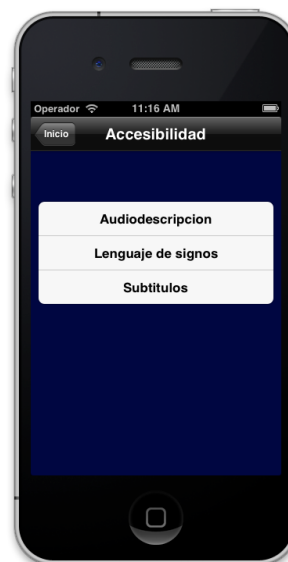 Operador 11:16 AM
Inicio Accesibilidad
Audiodescripcion
Lenguaje de signos
Subtitulos